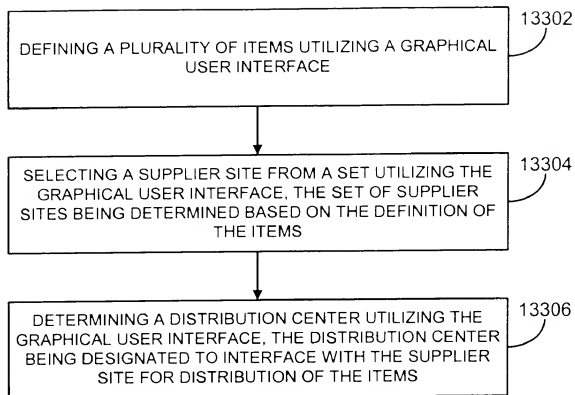 13302
DEFINING A PLURALITY OF ITEMS UTILIZING A GRAPHICAL
USER INTERFACE
13304
SELECTING A SUPPLIER SITE FROM A SET UTILIZING THE
GRAPHICAL USER INTERFACE, THE SET OF SUPPLIER
SITES BEING DETERMINED BASED ON THE DEFINITION OF
THE ITEMS
13306
DETERMINING A DISTRIBUTION CENTER UTILIZING THE
GRAPHICAL USER INTERFACE, THE DISTRIBUTION CENTER
BEING DESIGNATED TO INTERFACE WITH THE SUPPLIER
SITE FOR DISTRIBUTION OF THE ITEMS